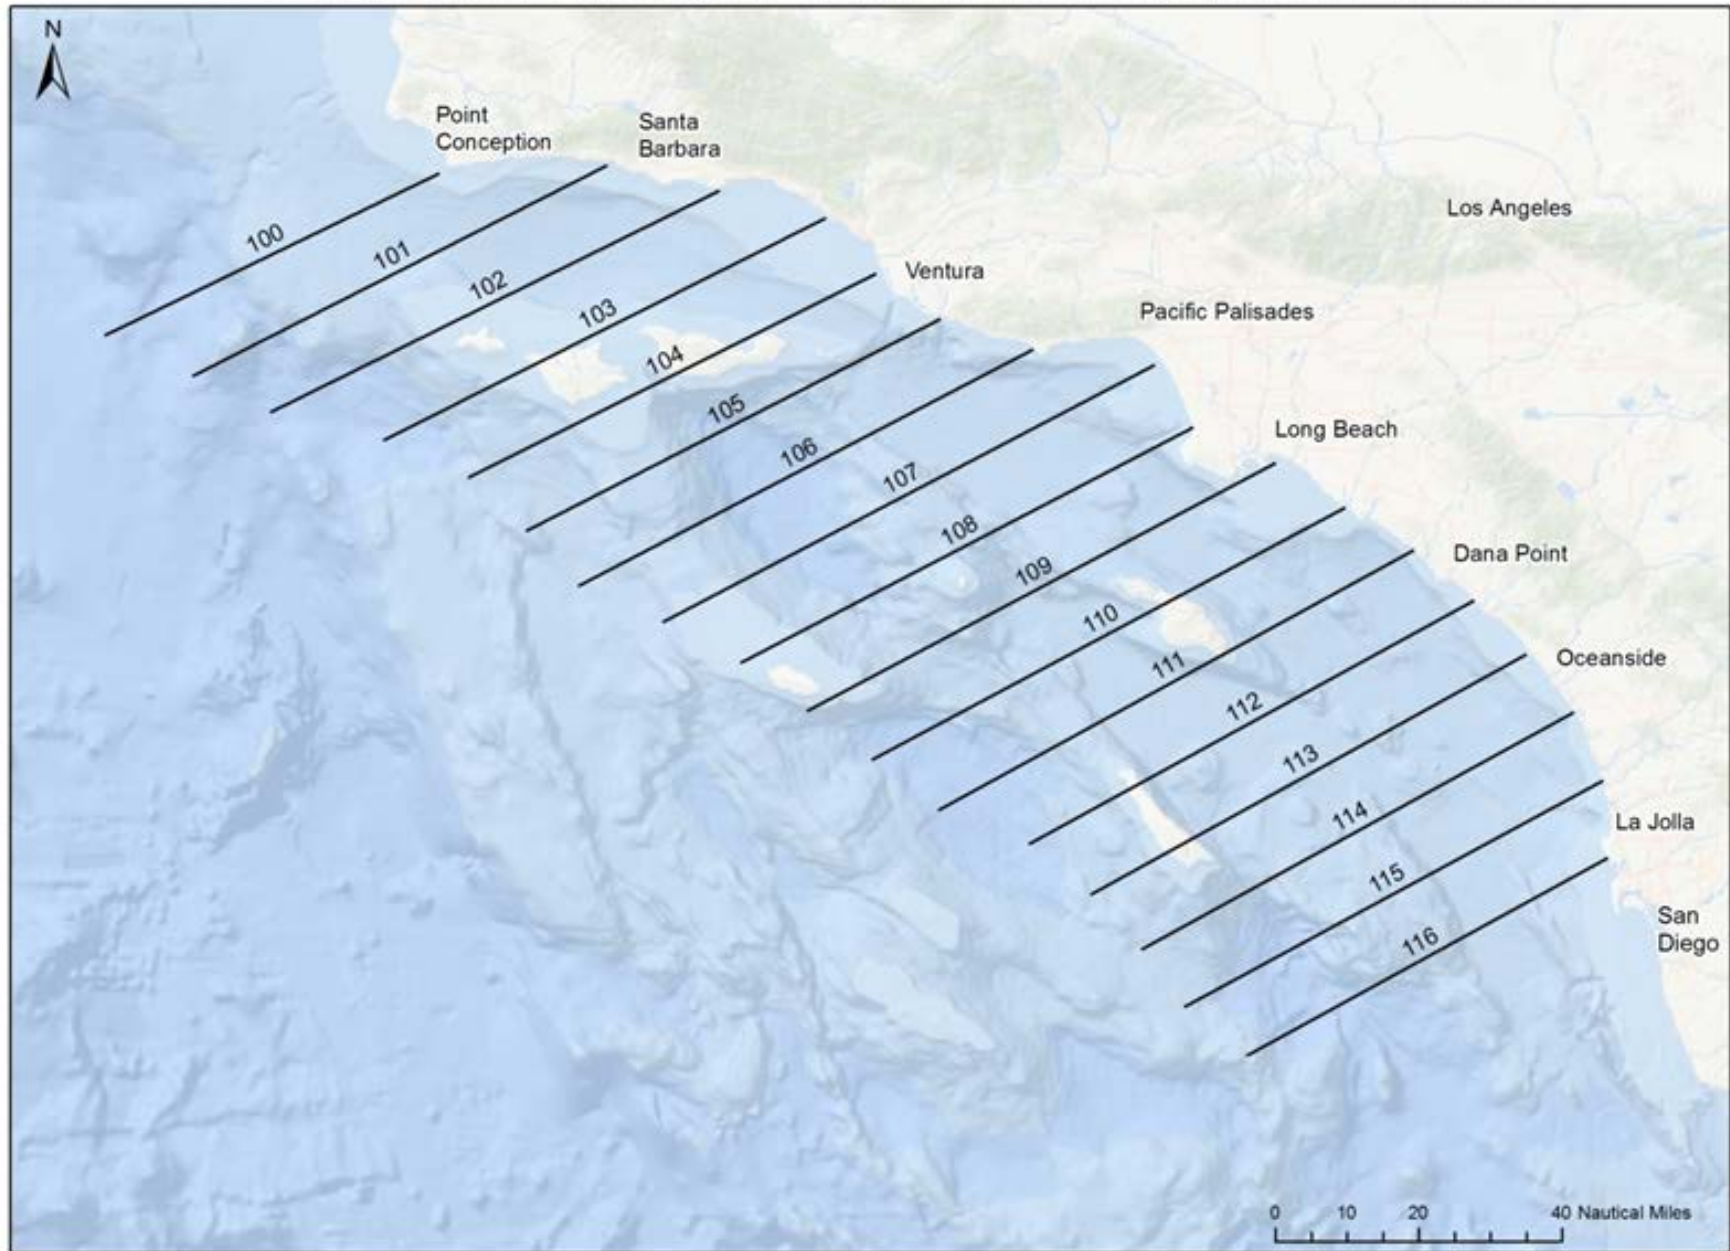 N
Point
Conception
Santa
Barbara
Los Angeles
100
101
102
Ventura
103
Pacific Palisades
104
105
Long Beach
106
107
108
Dana Point
109
110
Oceanside
111
112
113
La Jolla
114
115
San
Diego
116
0 10 20 40 Nautical Miles